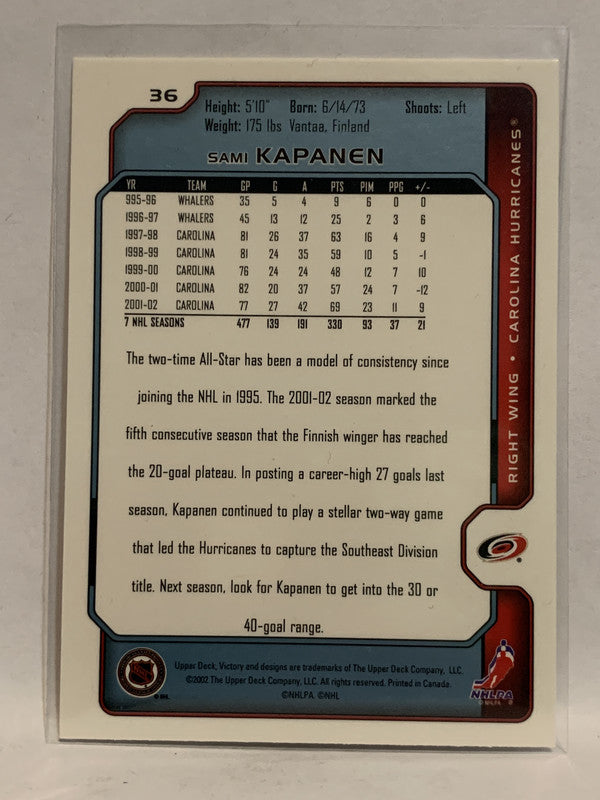 36
Height: 5'10" Born: 6/14/73 Shoots: Left
Weight: 175 lbs Vantaa, Finland
SAMI KAPANEN
YR TEAM GP G A PTS PIM PPG +/-
995-96 WHALERS 35 5 4 9 6 0 0
1996-97 WHALERS 45 13 12 25 2 3 6
1997-98 CAROLINA 81 26 37 63 16 4 9
1998-99 CAROLINA 81 24 35 59 10 5 -1
1999-00 CAROLINA 76 24 24 48 12 7 10
2000-01 CAROLINA 82 20 37 57 24 7 -12
2001-02 CAROLINA 77 27 42 69 23 11 9
7 NHL SEASONS 477 139 191 330 93 37 21
The two-time All-Star has been a model of consistency since
joining the NHL in 1995. The 2001-02 season marked the
fifth consecutive season that the Finnish winger has reached
the 20-goal plateau. In posting a career-high 27 goals last
season, Kapanen continued to play a stellar two-way game
that led the Hurricanes to capture the Southeast Division
title. Next season, look for Kapanen to get into the 30 or
40-goal range.
RIGHT WING • CAROLINA HURRICANES®
Upper Deck, Victory and designs are trademarks of The Upper Deck Company, LLC.
©2002 The Upper Deck Company, LLC. All rights reserved. Printed in Canada.
©NHLPA. ©NHL
© NHL
NHLPA
© NHLPA